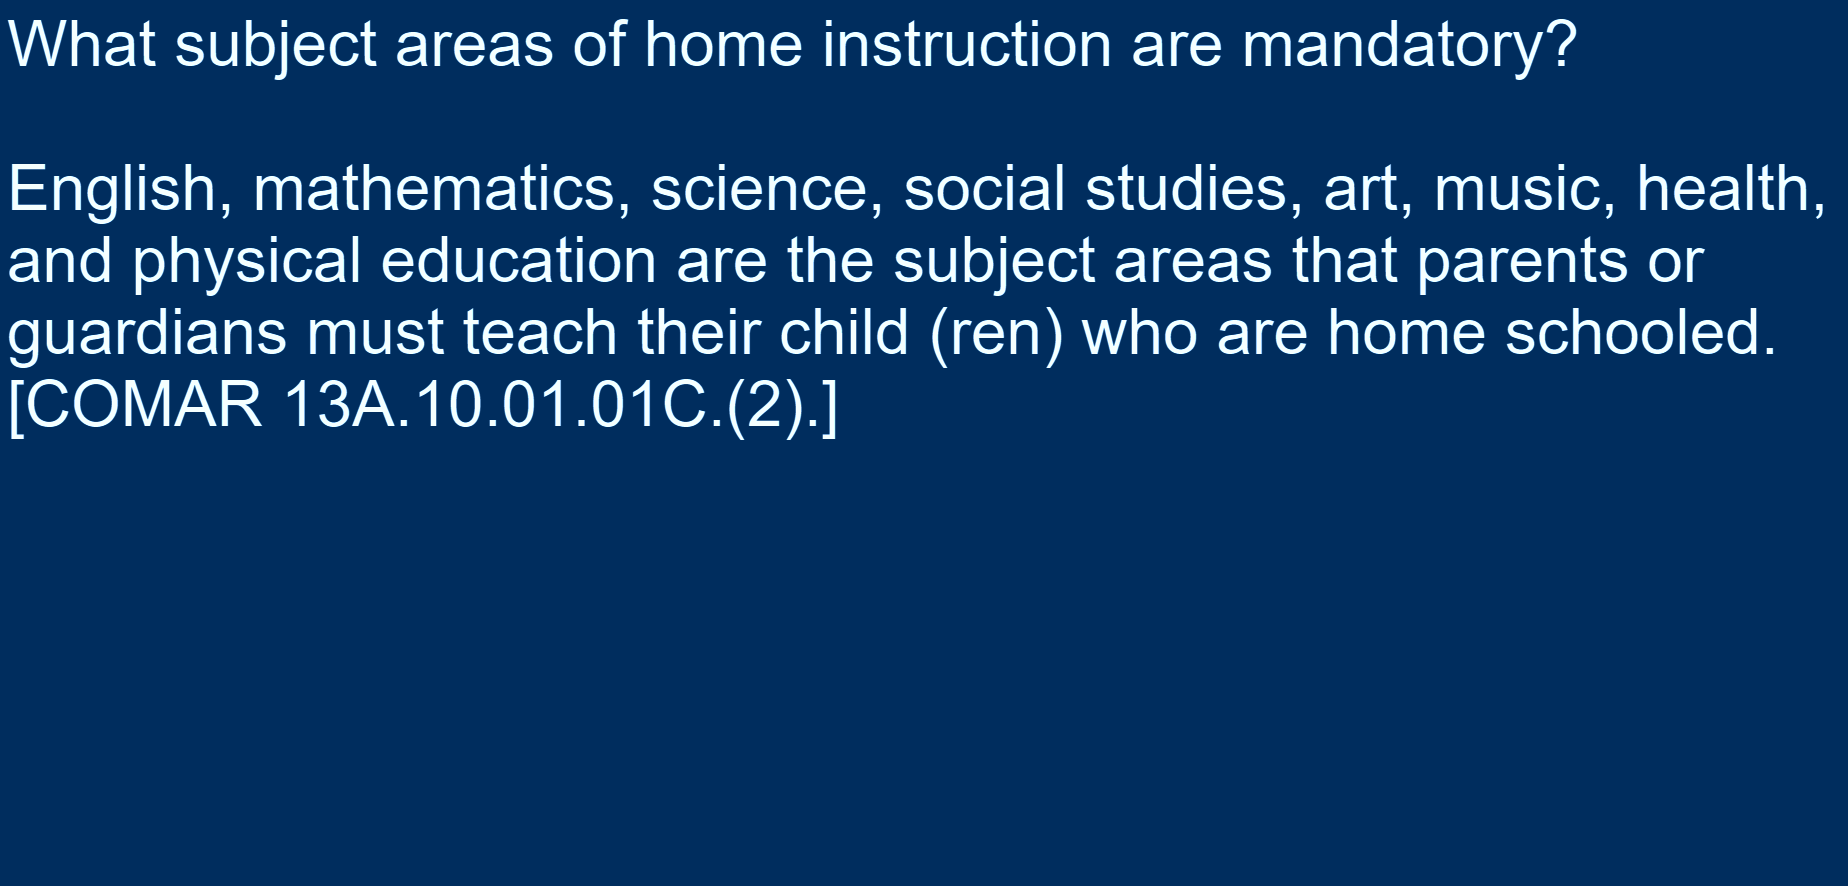 What subject areas of home instruction are mandatory?
English, mathematics, science, social studies, art, music, health,
and physical education are the subject areas that parents or
guardians must teach their child (ren) who are home schooled.
[COMAR 13A.10.01.01C.(2).]